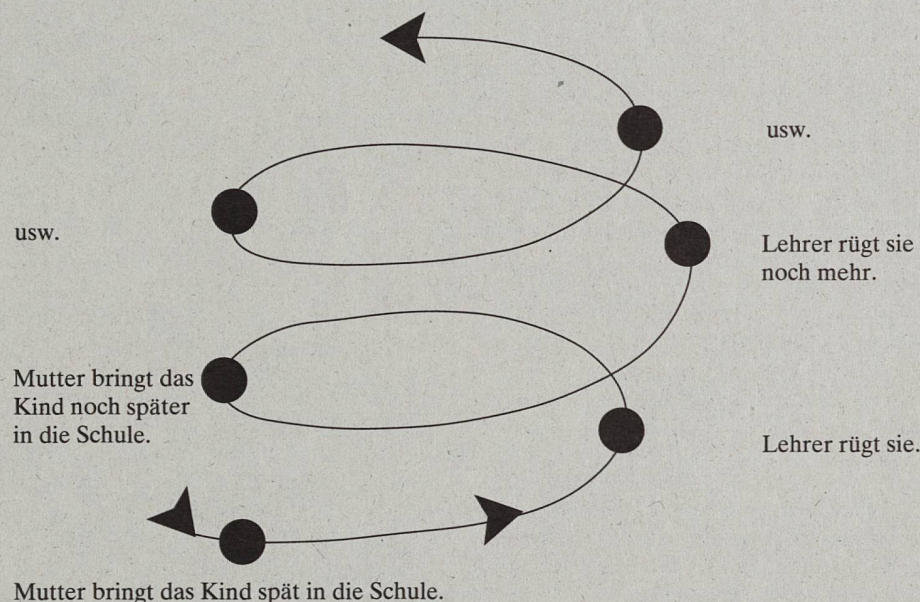 usw.
usw.
Lehrer rügt sie
noch mehr.
Mutter bringt das
Kind noch später
in die Schule.
Lehrer rügt sie.
Mutter bringt das Kind spät in die Schule.